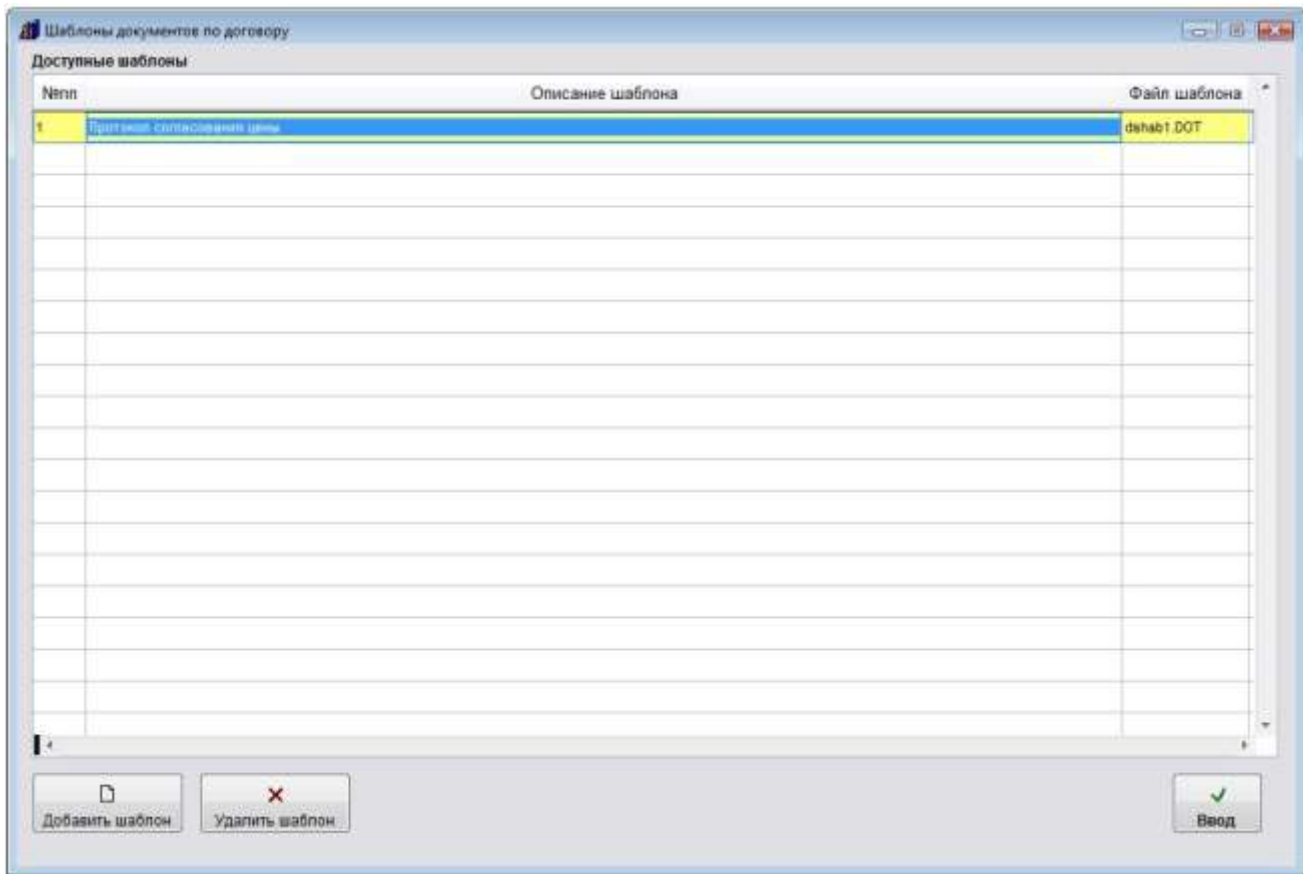 Шаблоны документов по договору
Доступные шаблоны
№пп Описание шаблона Файл шаблона
1 Протокол согласования цены dshab1.DOT
Добавить шаблон Удалить шаблон Ввод